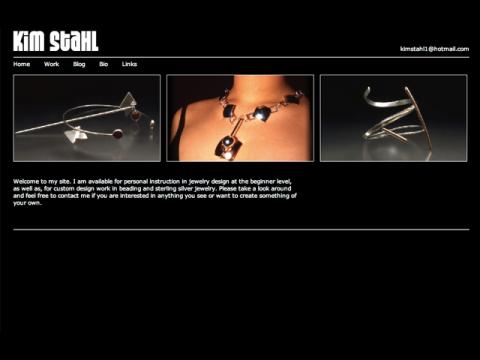 Kim Stahl
kimstahl1@hotmail.com
Home Work Blog Bio Links
Welcome to my site. I am available for personal instruction in jewelry design at the beginner level,
as well as, for custom design work in beading and sterling silver jewelry. Please take a look around
and feel free to contact me if you are interested in anything you see or want to create something of
your own.